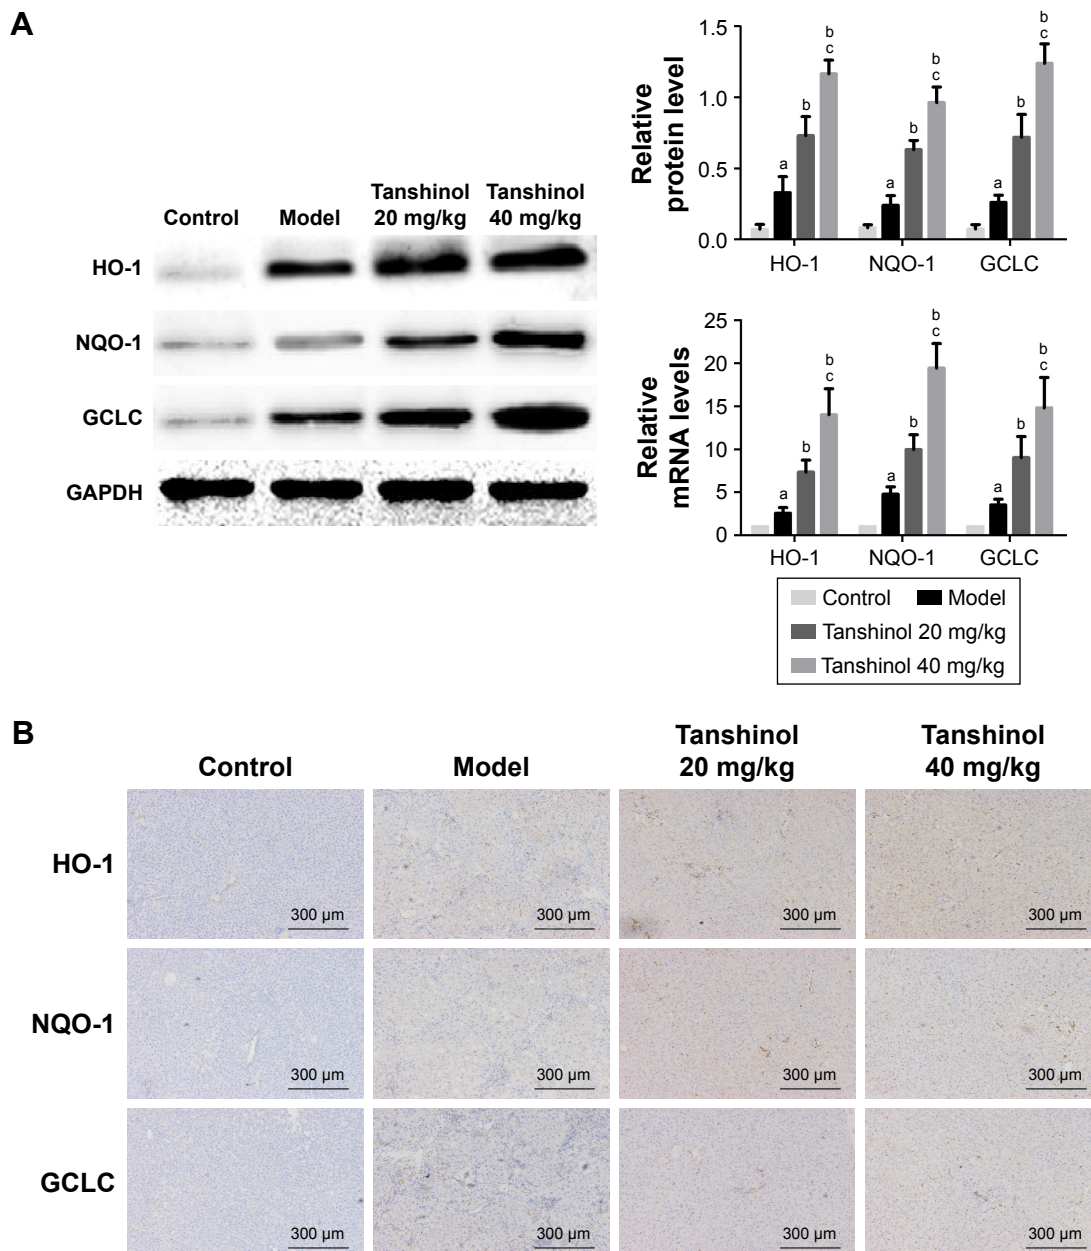 A
Control
Model
Tanshinol
20 mg/kg
Tanshinol
40 mg/kg
HO-1
NQO-1
GCLC
GAPDH
Relative
protein level
1.5
1.0
0.5
0.0
a
b
b
c
a
b
b
c
a
b
b
c
HO-1
NQO-1
GCLC
Relative
mRNA levels
25
20
15
10
5
0
a
b
b
c
a
b
b
c
a
b
b
c
HO-1
NQO-1
GCLC
Control
Model
Tanshinol 20 mg/kg
Tanshinol 40 mg/kg
B
Control
Model
Tanshinol
20 mg/kg
Tanshinol
40 mg/kg
HO-1
300 µm
300 µm
300 µm
300 µm
NQO-1
300 µm
300 µm
300 µm
300 µm
GCLC
300 µm
300 µm
300 µm
300 µm